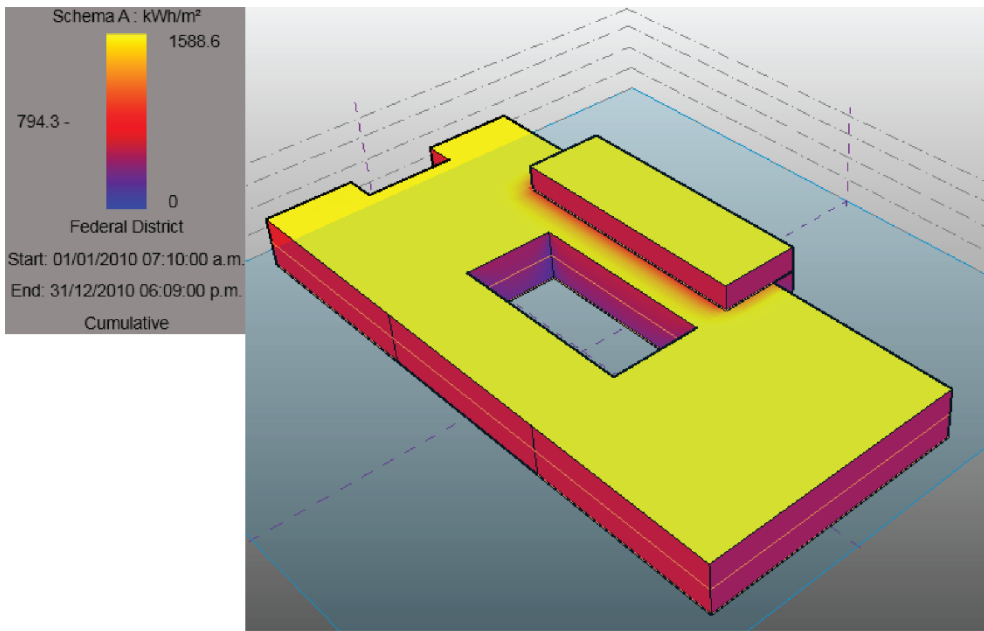 Schema A : kWh/m²
1588.6
794.3 -
0
Federal District
Start: 01/01/2010 07:10:00 a.m.
End: 31/12/2010 06:09:00 p.m.
Cumulative